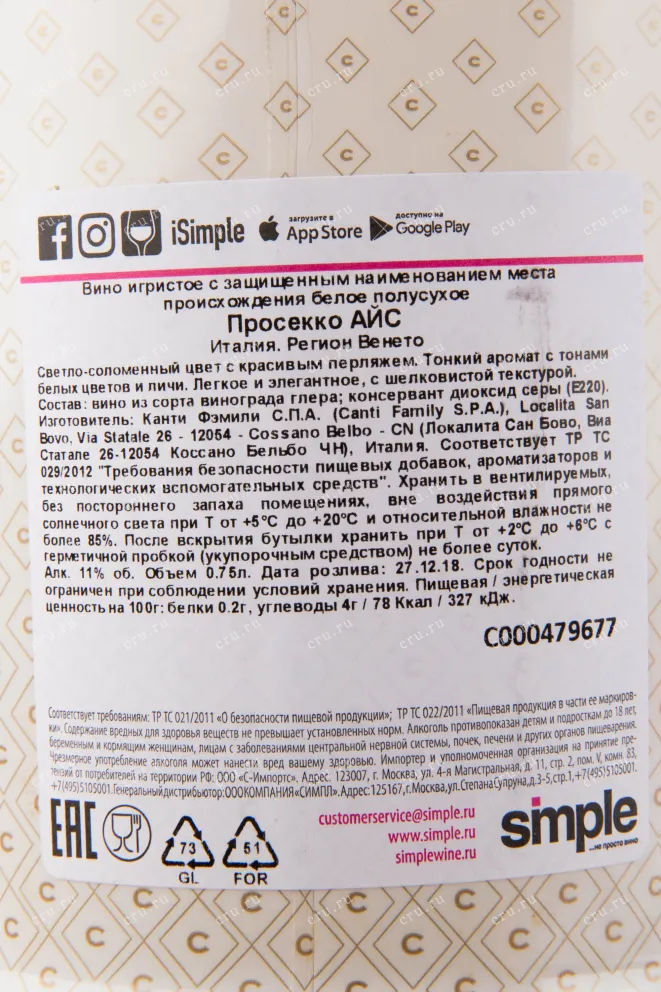 iSimple загрузите в App Store доступно на Google Play
Вино игристое с защищенным наименованием места
происхождения белое полусухое
Просекко АЙС
Италия. Регион Венето
Светло-соломенный цвет с красивым перляжем. Тонкий аромат с тонами
белых цветов и личи. Легкое и элегантное, с шелковистой текстурой.
Состав: вино из сорта винограда глера; консервант диоксид серы (E220).
Изготовитель: Канти Фэмили С.П.А. (Canti Family S.P.A.), Localita San
Bovo, Via Statale 26 - 12054 - Cossano Belbo - CN (Локалита Сан Бово, Виа
Статале 26-12054 Коссано Бельбо ЧН), Италия. Соответствует ТР ТС
029/2012 "Требования безопасности пищевых добавок, ароматизаторов и
технологических вспомогательных средств". Хранить в вентилируемых,
без постороннего запаха помещениях, вне воздействия прямого
солнечного света при Т от +5°С до +20°С и относительной влажности не
более 85%. После вскрытия бутылки хранить при Т от +2°С до +6°С с
герметичной пробкой (укупорочным средством) не более суток.
Алк. 11% об. Объем 0.75л. Дата розлива: 27.12.18. Срок годности не
ограничен при соблюдении условий хранения. Пищевая / энергетическая
ценность на 100г: белки 0.2г, углеводы 4г / 78 Ккал / 327 кДж.
C000479677
Соответствует требованиям: ТР ТС 021/2011 «О безопасности пищевой продукции»; ТР ТС 022/2011 «Пищевая продукция в части ее маркиров-
ки». Содержание вредных для здоровья веществ не превышает установленных норм. Алкоголь противопоказан детям и подросткам до 18 лет,
беременным и кормящим женщинам, лицам с заболеваниями центральной нервной системы, почек, печени и других органов пищеварения.
Чрезмерное употребление алкоголя может нанести вред вашему здоровью. Импортер и уполномоченная организация на принятие пре-
тензий от потребителей на территории РФ: ООО «С-Импортс». Адрес: 123007, г. Москва, ул. 4-я Магистральная, д. 11, стр. 2, пом. V, комн. 83,
+7(495)5105001. Генеральный дистрибьютор: ООО КОМПАНИЯ «СИМПЛ». Адрес: 125167, г. Москва, ул. Степана Супруна, д.3-5, стр.1, +7(495)5105001.
customerservice@simple.ru
www.simple.ru
simplewine.ru
simple
...не просто вино
EAC
73
GL
51
FOR